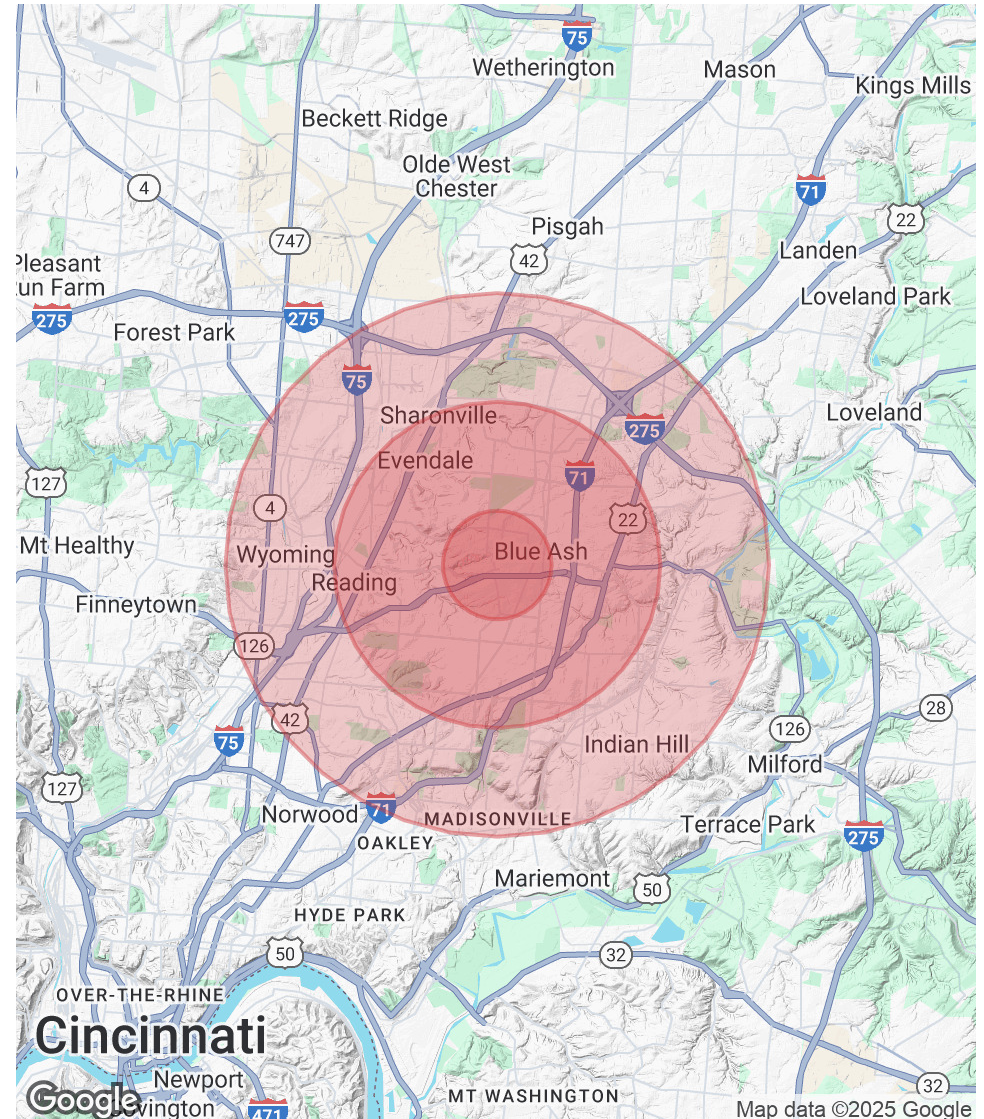 75
Wetherington
Mason
Kings Mills
Beckett Ridge
Olde West
Chester
4
71
22
Pisgah
747
42
Landen
Pleasant
un Farm
275
275
Loveland Park
Forest Park
75
Sharonville
Loveland
275
Evendale
71
127
4
22
Mt Healthy
Wyoming
Blue Ash
Reading
Finneytown
126
42
28
75
126
Indian Hill
Milford
127
Norwood
71
MADISONVILLE
Terrace Park
275
OAKLEY
Mariemont
50
HYDE PARK
50
32
OVER-THE-RHINE
Cincinnati
Newport
32
Google
ovington
471
MT WASHINGTON
Map data ©2025 Google